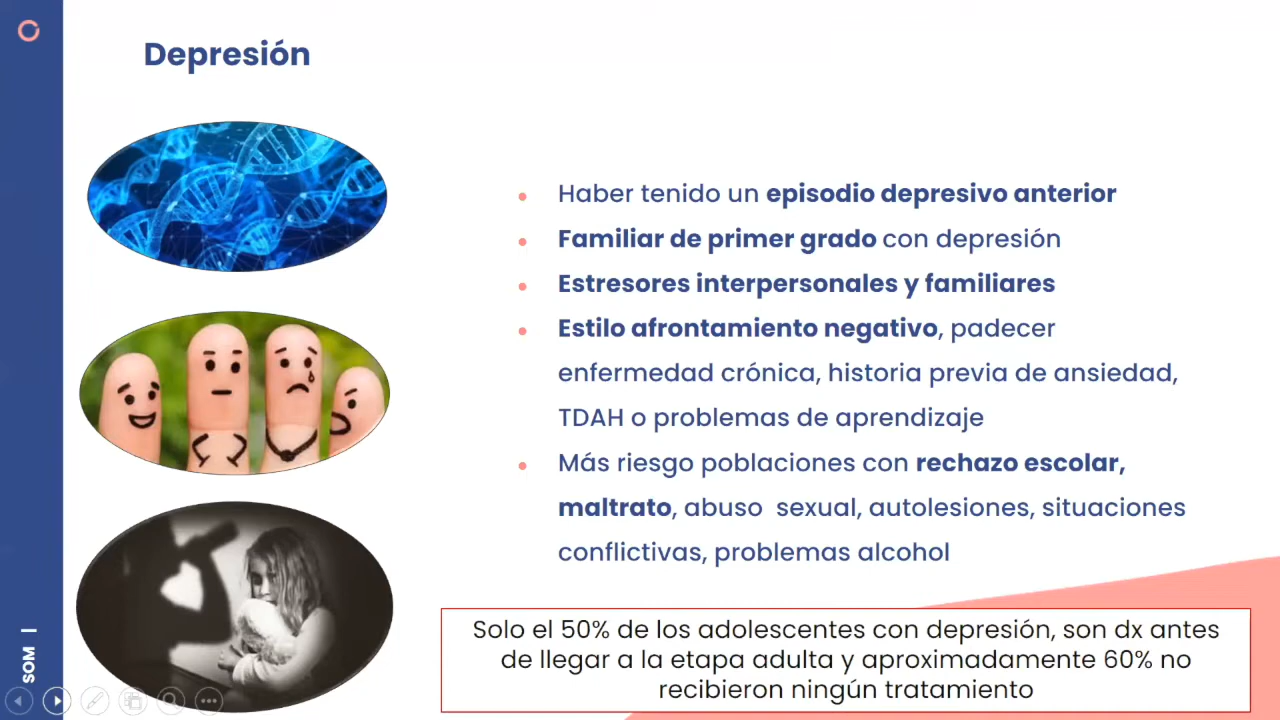 Depresión
Haber tenido un episodio depresivo anterior
Familiar de primer grado con depresión
Estresores interpersonales y familiares
Estilo afrontamiento negativo, padecer
enfermedad crónica, historia previa de ansiedad,
TDAH o problemas de aprendizaje
Más riesgo poblaciones con rechazo escolar,
maltrato, abuso sexual, autolesiones, situaciones
conflictivas, problemas alcohol
Solo el 50% de los adolescentes con depresión, son dx antes
de llegar a la etapa adulta y aproximadamente 60% no
recibieron ningún tratamiento
SOM |